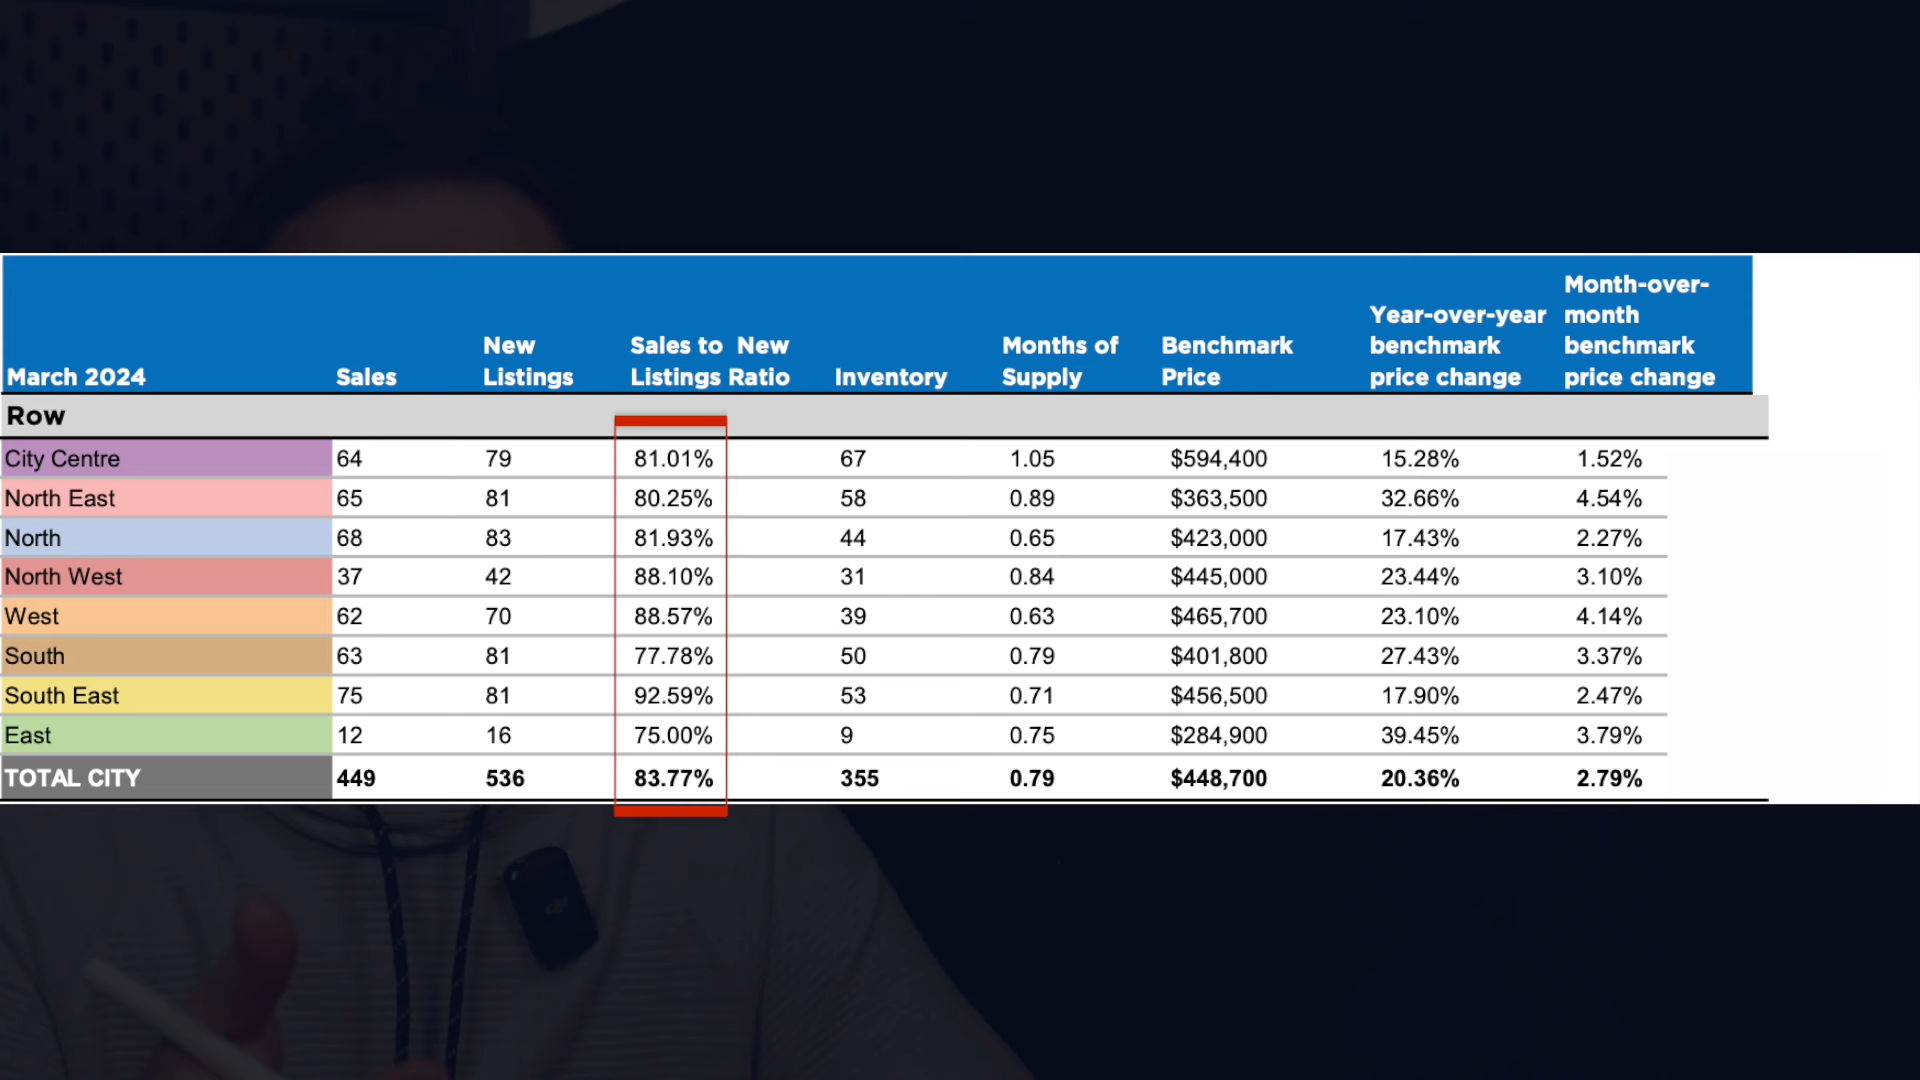 March 2024 Sales New Listings Sales to New Listings Ratio Inventory Months of Supply Benchmark Price Year-over-year benchmark price change Month-over-month benchmark price change
Row
City Centre 64 79 81.01% 67 1.05 $594,400 15.28% 1.52%
North East 65 81 80.25% 58 0.89 $363,500 32.66% 4.54%
North 68 83 81.93% 44 0.65 $423,000 17.43% 2.27%
North West 37 42 88.10% 31 0.84 $445,000 23.44% 3.10%
West 62 70 88.57% 39 0.63 $465,700 23.10% 4.14%
South 63 81 77.78% 50 0.79 $401,800 27.43% 3.37%
South East 75 81 92.59% 53 0.71 $456,500 17.90% 2.47%
East 12 16 75.00% 9 0.75 $284,900 39.45% 3.79%
TOTAL CITY 449 536 83.77% 355 0.79 $448,700 20.36% 2.79%
dji